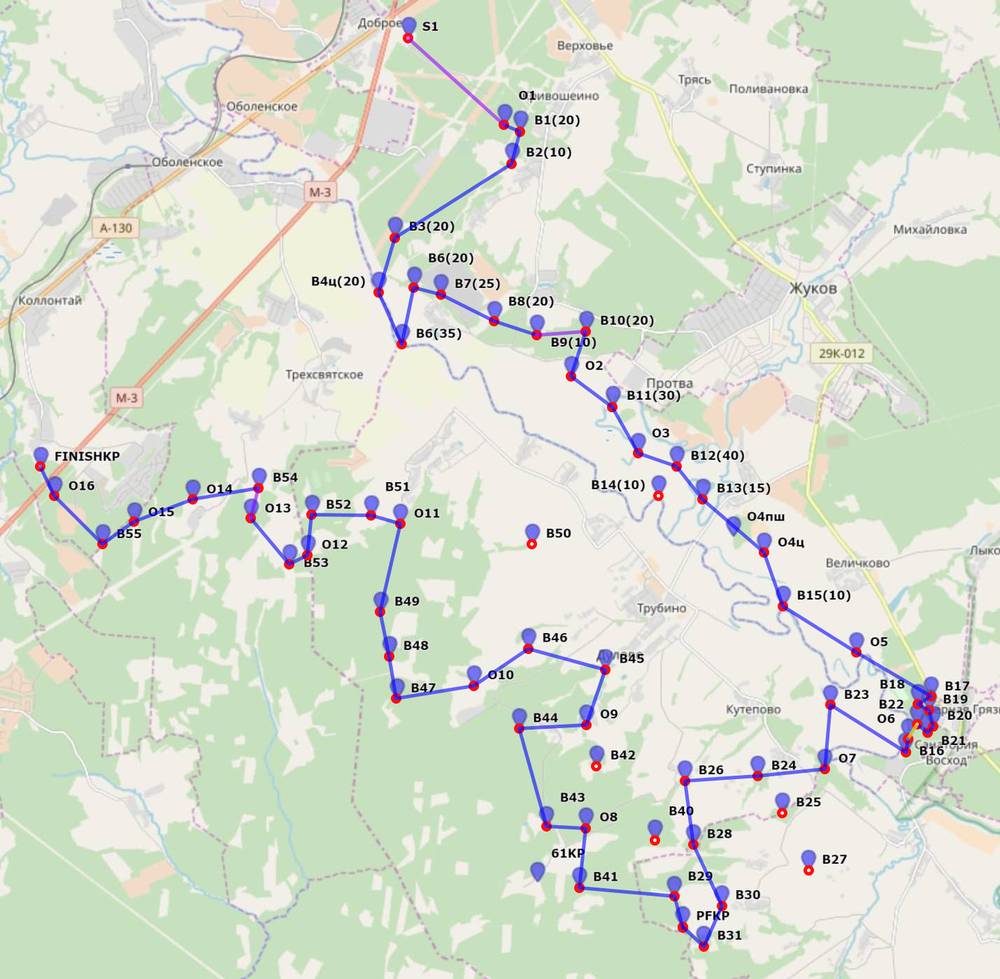 Доброе
S1
Верховье
Трясь
Поливановка
O1
ривошеино
Оболенское
B1(20)
B2(10)
Оболенское
Ступинка
М-3
А-130
B3(20)
Михайловка
B6(20)
B4ц(20)
B7(25)
Жуков
Коллонтай
B8(20)
B10(20)
B6(35)
B9(10)
29К-012
O2
Трехсвятское
Протва
М-3
B11(30)
O3
FINISHKP
B12(40)
B54
O16
O14
B51
B14(10)
B13(15)
O13
B52
O15
O11
O4пш
B55
B50
O12
O4ц
B53
Величково
B15(10)
B49
Трубино
B46
O5
B48
B45
O10
B18
B17
B47
B23
B22
B19
Кутепово
O9
O6
B20
B44
B21
Санатория
B16
Восход
B42
O7
B24
B26
B43
B25
B40
O8
B28
61KP
B27
B41
B29
B30
PFKP
B31